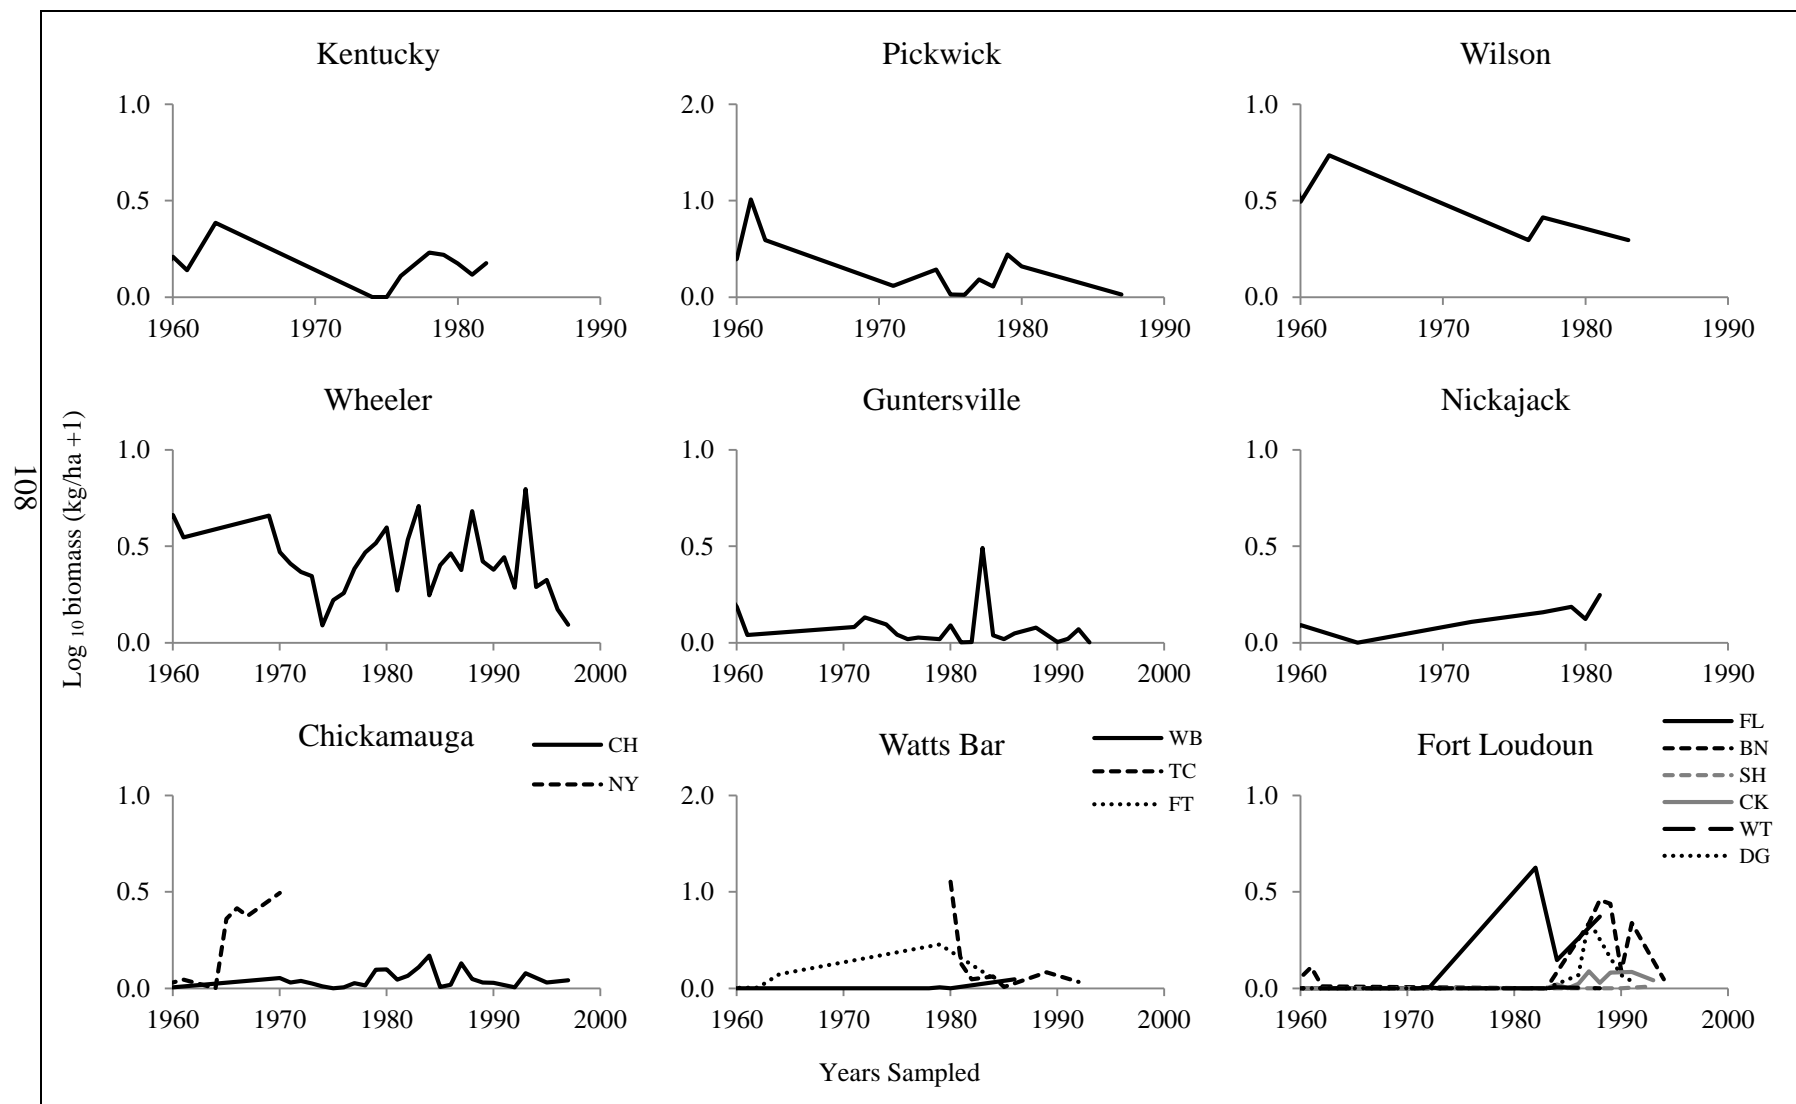 Kentucky
1.0
0.5
0.0
1960 1970 1980 1990
Pickwick
2.0
1.0
0.0
1960 1970 1980 1990
Wilson
1.0
0.5
0.0
1960 1970 1980 1990
108
Log 10 biomass (kg/ha +1)
Wheeler
1.0
0.5
0.0
1960 1970 1980 1990 2000
Guntersville
1.0
0.5
0.0
1960 1970 1980 1990 2000
Nickajack
1.0
0.5
0.0
1960 1970 1980 1990
Chickamauga
CH
NY
1.0
0.5
0.0
1960 1970 1980 1990 2000
Watts Bar
WB
TC
FT
2.0
1.0
0.0
1960 1970 1980 1990 2000
Fort Loudoun
FL
BN
SH
CK
WT
DG
1.0
0.5
0.0
1960 1970 1980 1990 2000
Years Sampled